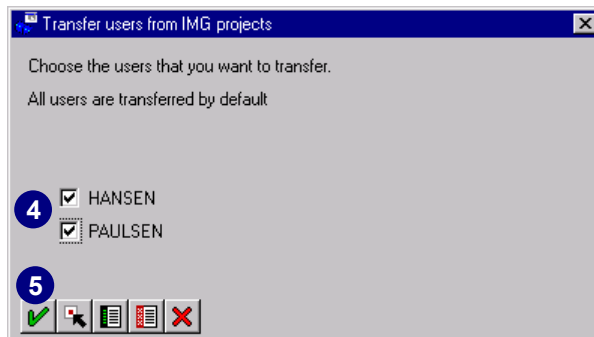 Transfer users from IMG projects
Choose the users that you want to transfer.
All users are transferred by default
4
HANSEN
PAULSEN
5